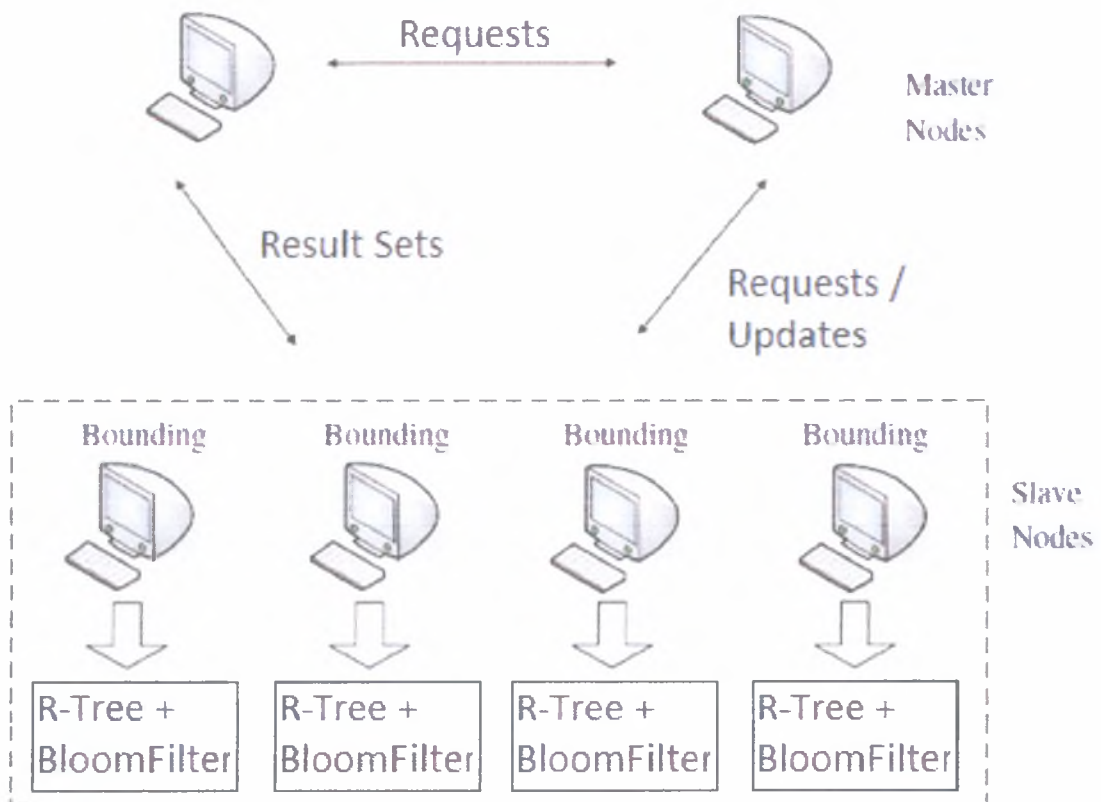 Requests
Master
Nodes
Result Sets
Requests /
Updates
Bounding
Bounding
Bounding
Bounding
Slave
Nodes
R-Tree +
BloomFilter
R-Tree +
BloomFilter
R-Tree +
BloomFilter
R-Tree +
BloomFilter